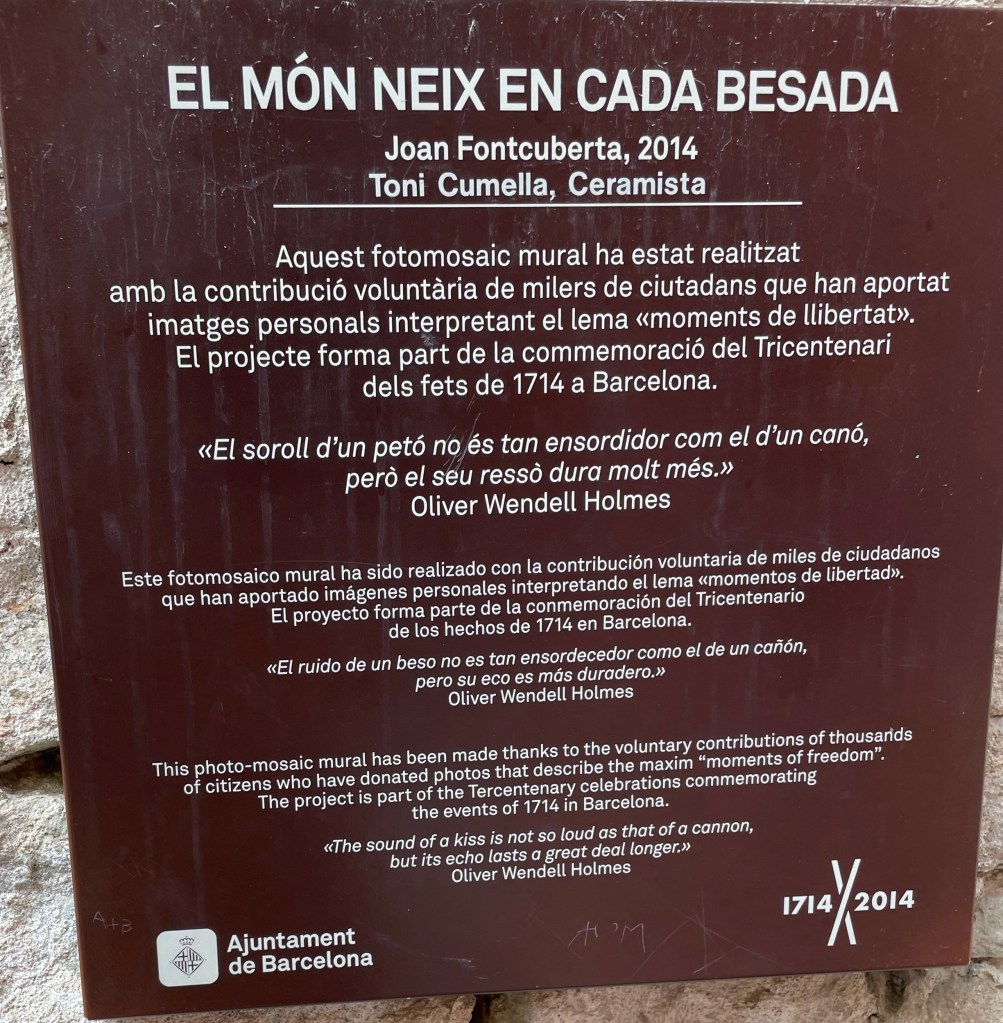 EL MÓN NEIX EN CADA BESADA
Joan Fontcuberta, 2014
Toni Cumella, Ceramista
Aquest fotomosaic mural ha estat realitzat
amb la contribució voluntària de milers de ciutadans que han aportat
imatges personals interpretant el lema «moments de llibertat».
El projecte forma part de la commemoració del Tricentenari
dels fets de 1714 a Barcelona.
«El soroll d'un petó no és tan ensordidor com el d'un canó,
però el seu ressò dura molt més.»
Oliver Wendell Holmes
Este fotomosaico mural ha sido realizado con la contribución voluntaria de miles de ciudadanos
que han aportado imágenes personales interpretando el lema «momentos de libertad».
El proyecto forma parte de la conmemoración del Tricentenario
de los hechos de 1714 en Barcelona.
«El ruido de un beso no es tan ensordecedor como el de un cañón,
pero su eco es más duradero.»
Oliver Wendell Holmes
This photo-mosaic mural has been made thanks to the voluntary contributions of thousands
of citizens who have donated photos that describe the maxim “moments of freedom”.
The project is part of the Tercentenary celebrations commemorating
the events of 1714 in Barcelona.
«The sound of a kiss is not so loud as that of a cannon,
but its echo lasts a great deal longer.»
Oliver Wendell Holmes
1714 2014
A+B
Ajuntament
de Barcelona